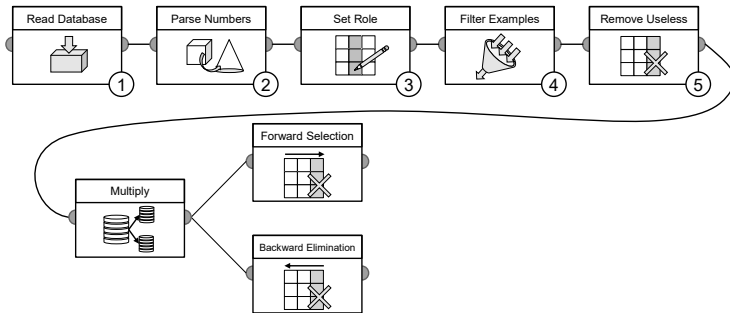 Read Database
Parse Numbers
Set Role
Filter Examples
Remove Useless
1
2
3
4
5
Forward Selection
Multiply
Backward Elimination